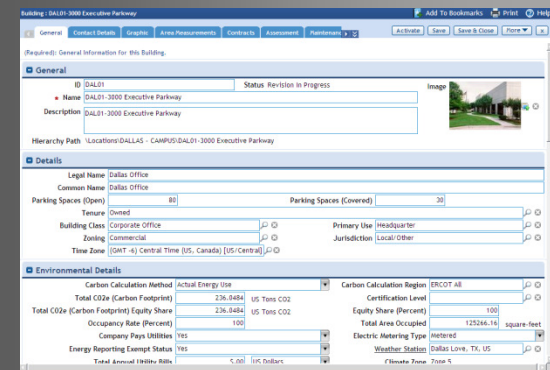 Building : DAL01-3000 Executive Parkway
Add To Bookmarks Print Help
General Contact Details Graphic Area Measurements Contracts Assessment Maintenan
Activate Save Save & Close More X
(Required): General Information for this Building.
General
ID DAL01 Status Revision In Progress Image
Name DAL01-3000 Executive Parkway
Description DAL01-3000 Executive Parkway
Hierarchy Path \Locations\DALLAS - CAMPUS\DAL01-3000 Executive Parkway
Details
Legal Name Dallas Office
Common Name Dallas Office
Parking Spaces (Open) 80 Parking Spaces (Covered) 30
Tenure Owned
Building Class Corporate Office Primary Use Headquarter
Zoning Commercial Jurisdiction Local/Other
Time Zone (GMT -6) Central Time (US, Canada) [US/Central]
Environmental Details
Carbon Calculation Method Actual Energy Use Carbon Calculation Region ERCOT All
Total CO2e (Carbon Footprint) 236.0484 US Tons CO2 Certification Level
Total CO2e (Carbon Footprint) Equity Share 236.0484 US Tons CO2 Equity Share (Percent) 100
Occupancy Rate (Percent) 100 Total Area Occupied 125266.16 square-feet
Company Pays Utilities Yes Electric Metering Type Metered
Energy Reporting Exempt Status Yes Weather Station Dallas Love, TX, US
Total Annual Utility Bills 5.00 US Dollars Climate Zone Zone 5